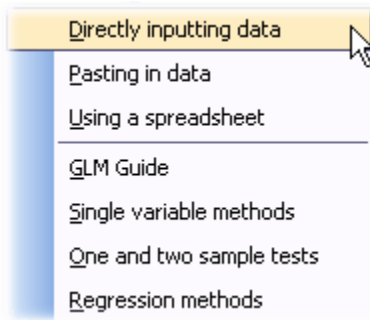 Directly inputting data
Pasting in data
Using a spreadsheet
GLM Guide
Single variable methods
One and two sample tests
Regression methods